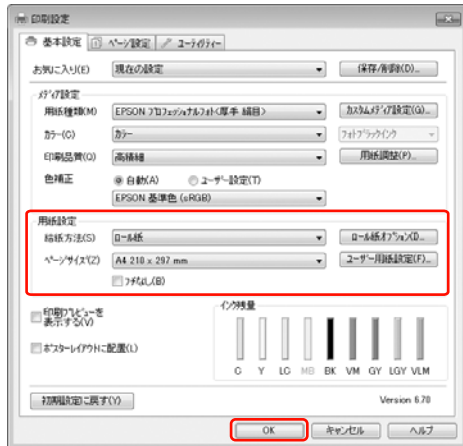 印刷設定
基本設定 ページ設定 ユーティリティー
お気に入り(E) 現在の設定 保存/削除(D)...
メディア設定
用紙種類(M) EPSON プロフェッショナルフォト<厚手 絹目> カスタムメディア設定(G)...
カラー(C) カラー フォトブラックインク
印刷品質(Q) 高精細 用紙調整(P)...
色補正 自動(A) ユーザー設定(T)
EPSON 基準色 (sRGB)
用紙設定
給紙方法(S) ロール紙 ロール紙オプション(L)...
ページサイズ(Z) A4 210 x 297 mm ユーザー用紙設定(F)...
フチなし(B)
印刷プレビューを
表示する(V)
ポスターレイアウトに配置(L)
インク残量
C Y LC MB BK VM GY LGY VLM
初期設定に戻す(Y) Version 6.70
OK キャンセル ヘルプ